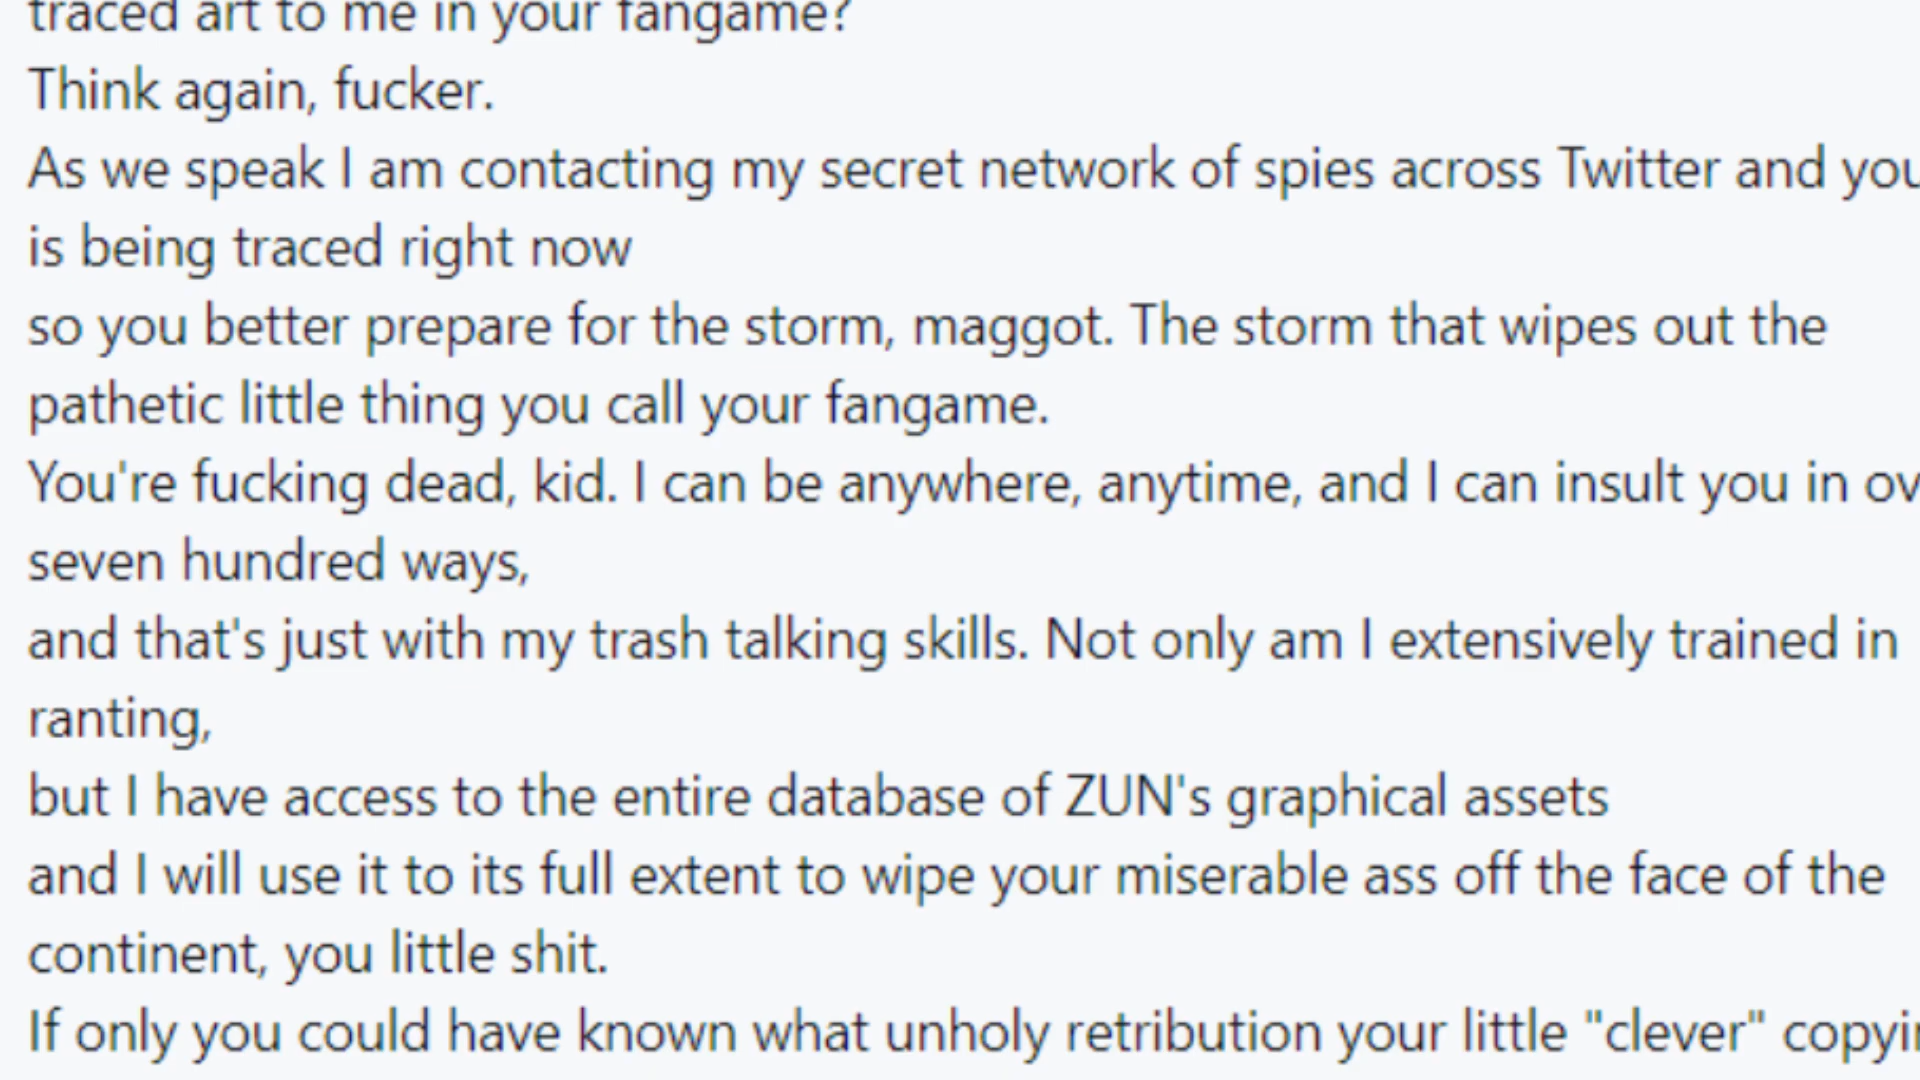 traced art to me in your fangame?
Think again, fucker.
As we speak I am contacting my secret network of spies across Twitter and you
is being traced right now
so you better prepare for the storm, maggot. The storm that wipes out the
pathetic little thing you call your fangame.
You're fucking dead, kid. I can be anywhere, anytime, and I can insult you in ov
seven hundred ways,
and that's just with my trash talking skills. Not only am I extensively trained in
ranting,
but I have access to the entire database of ZUN's graphical assets
and I will use it to its full extent to wipe your miserable ass off the face of the
continent, you little shit.
If only you could have known what unholy retribution your little "clever" copyi